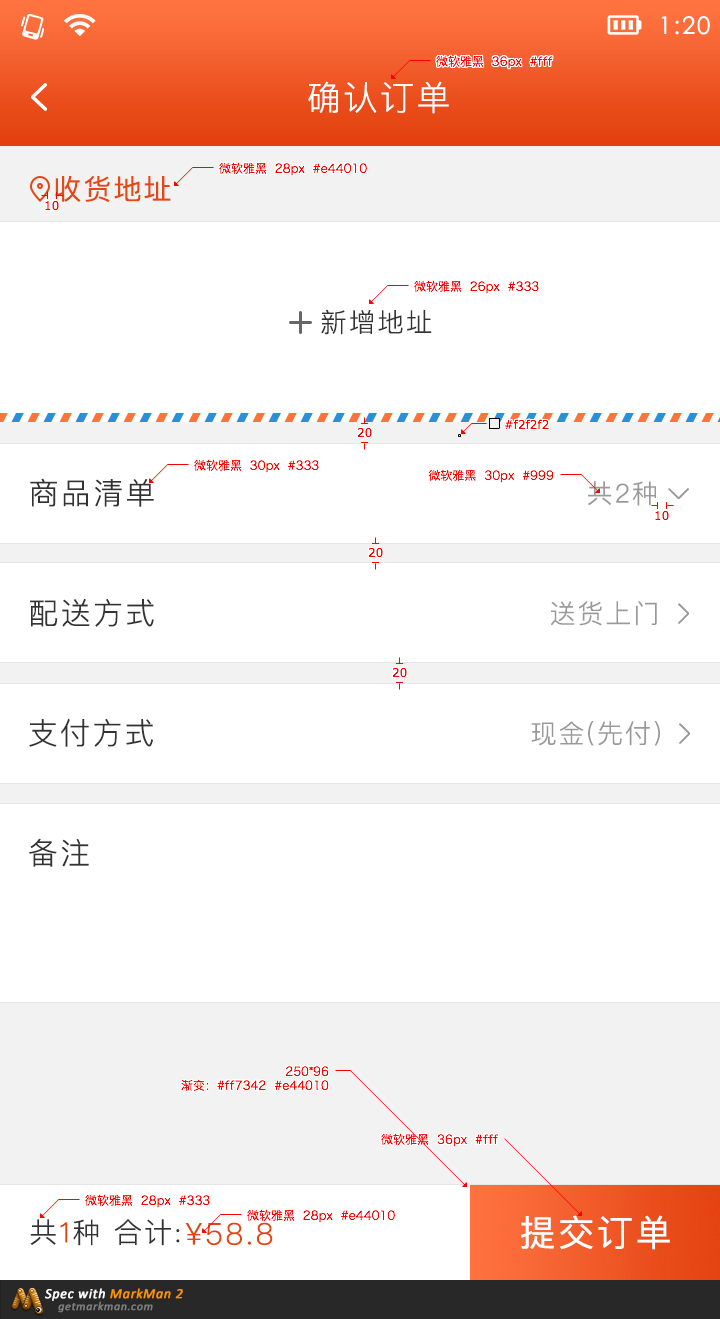 1:20
微软雅黑 36px #fff
确认订单
微软雅黑 28px #e44010
收货地址
10
微软雅黑 26px #333
新增地址
#f2f2f2
20
微软雅黑 30px #333
微软雅黑 30px #999
商品清单
共2种
10
20
配送方式
送货上门
20
支付方式
现金(先付)
备注
250*96
渐变: #ff7342 #e44010
微软雅黑 36px #fff
微软雅黑 28px #333
微软雅黑 28px #e44010
共1种 合计:¥58.8
提交订单
Spec with MarkMan 2
getmarkman.com